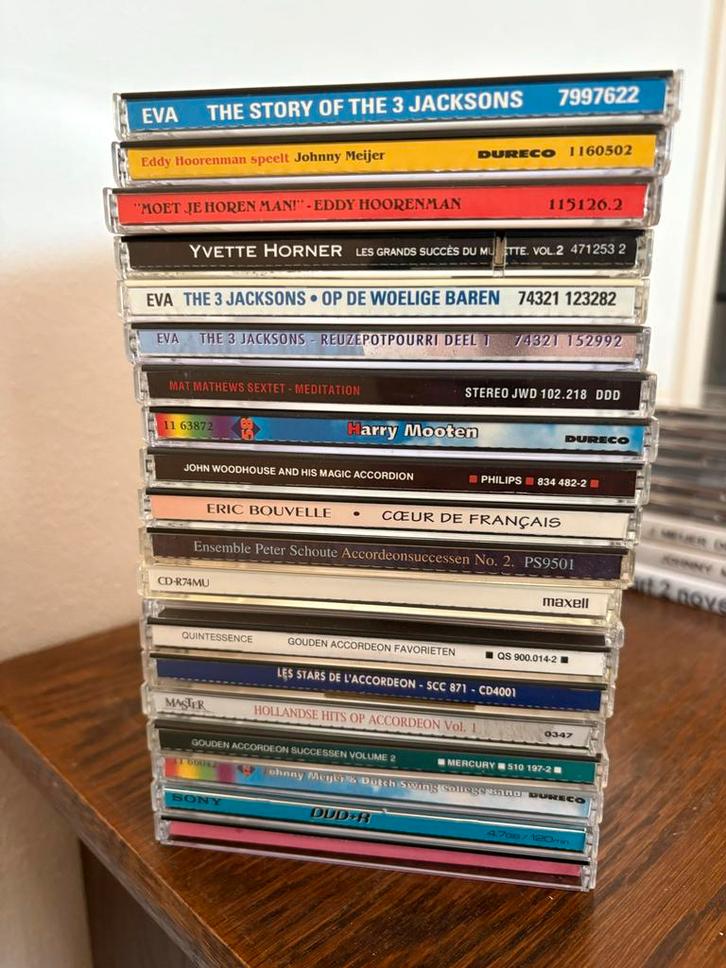 EVA THE STORY OF THE 3 JACKSONS 7997622
Eddy Hoorenman speelt Johnny Meijer DURECO 1160502
"MOET JE HOREN MAN!" - EDDY HOORENMAN 115126.2
YVETTE HORNER LES GRANDS SUCCÈS DU MU ETTE. VOL.2 471253 2
EVA THE 3 JACKSONS • OP DE WOELIGE BAREN 74321 123282
EVA THE 3 JACKSONS - REUZEPOTPOURRI DEEL 1 74321 152992
MAT MATHEWS SEXTET - MEDITATION STEREO JWD 102.218 DDD
11 63872 Harry Mooten DURECO
JOHN WOODHOUSE AND HIS MAGIC ACCORDION ■ PHILIPS ■ 834 482-2 ■
ERIC BOUVELLE • CŒUR DE FRANÇAIS
Ensemble Peter Schoute Accordeonsuccessen No. 2. PS9501
CD-R74MU maxell
QUINTESSENCE GOUDEN ACCORDEON FAVORIETEN ■ QS 900.014-2 ■
LES STARS DE L'ACCORDEON - SCC 871 - CD4001
MASTER HOLLANDSE HITS OP ACCORDEON Vol. 1 0347
GOUDEN ACCORDEON SUCCESSEN VOLUME 2 ■ MERCURY ■ 510 197-2 ■
Johnny Meijer & Dutch Swing College Band DURECO
SONY DVD+R 4.7GB / 120min